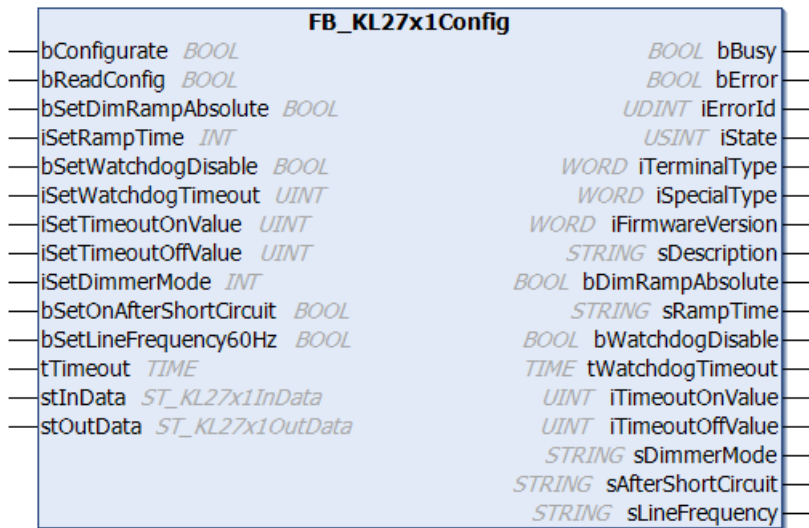 FB_KL27x1Config
bConfigurate BOOL BOOL bBusy
bReadConfig BOOL BOOL bError
bSetDimRampAbsolute BOOL UDINT iErrorId
iSetRampTime INT USINT iState
bSetWatchdogDisable BOOL WORD iTerminalType
iSetWatchdogTimeout UINT WORD iSpecialType
iSetTimeoutOnValue UINT WORD iFirmwareVersion
iSetTimeoutOffValue UINT STRING sDescription
iSetDimmerMode INT BOOL bDimRampAbsolute
bSetOnAfterShortCircuit BOOL STRING sRampTime
bSetLineFrequency60Hz BOOL BOOL bWatchdogDisable
tTimeout TIME TIME tWatchdogTimeout
stInData ST_KL27x1InData UINT iTimeoutOnValue
stOutData ST_KL27x1OutData UINT iTimeoutOffValue
STRING sDimmerMode
STRING sAfterShortCircuit
STRING sLineFrequency